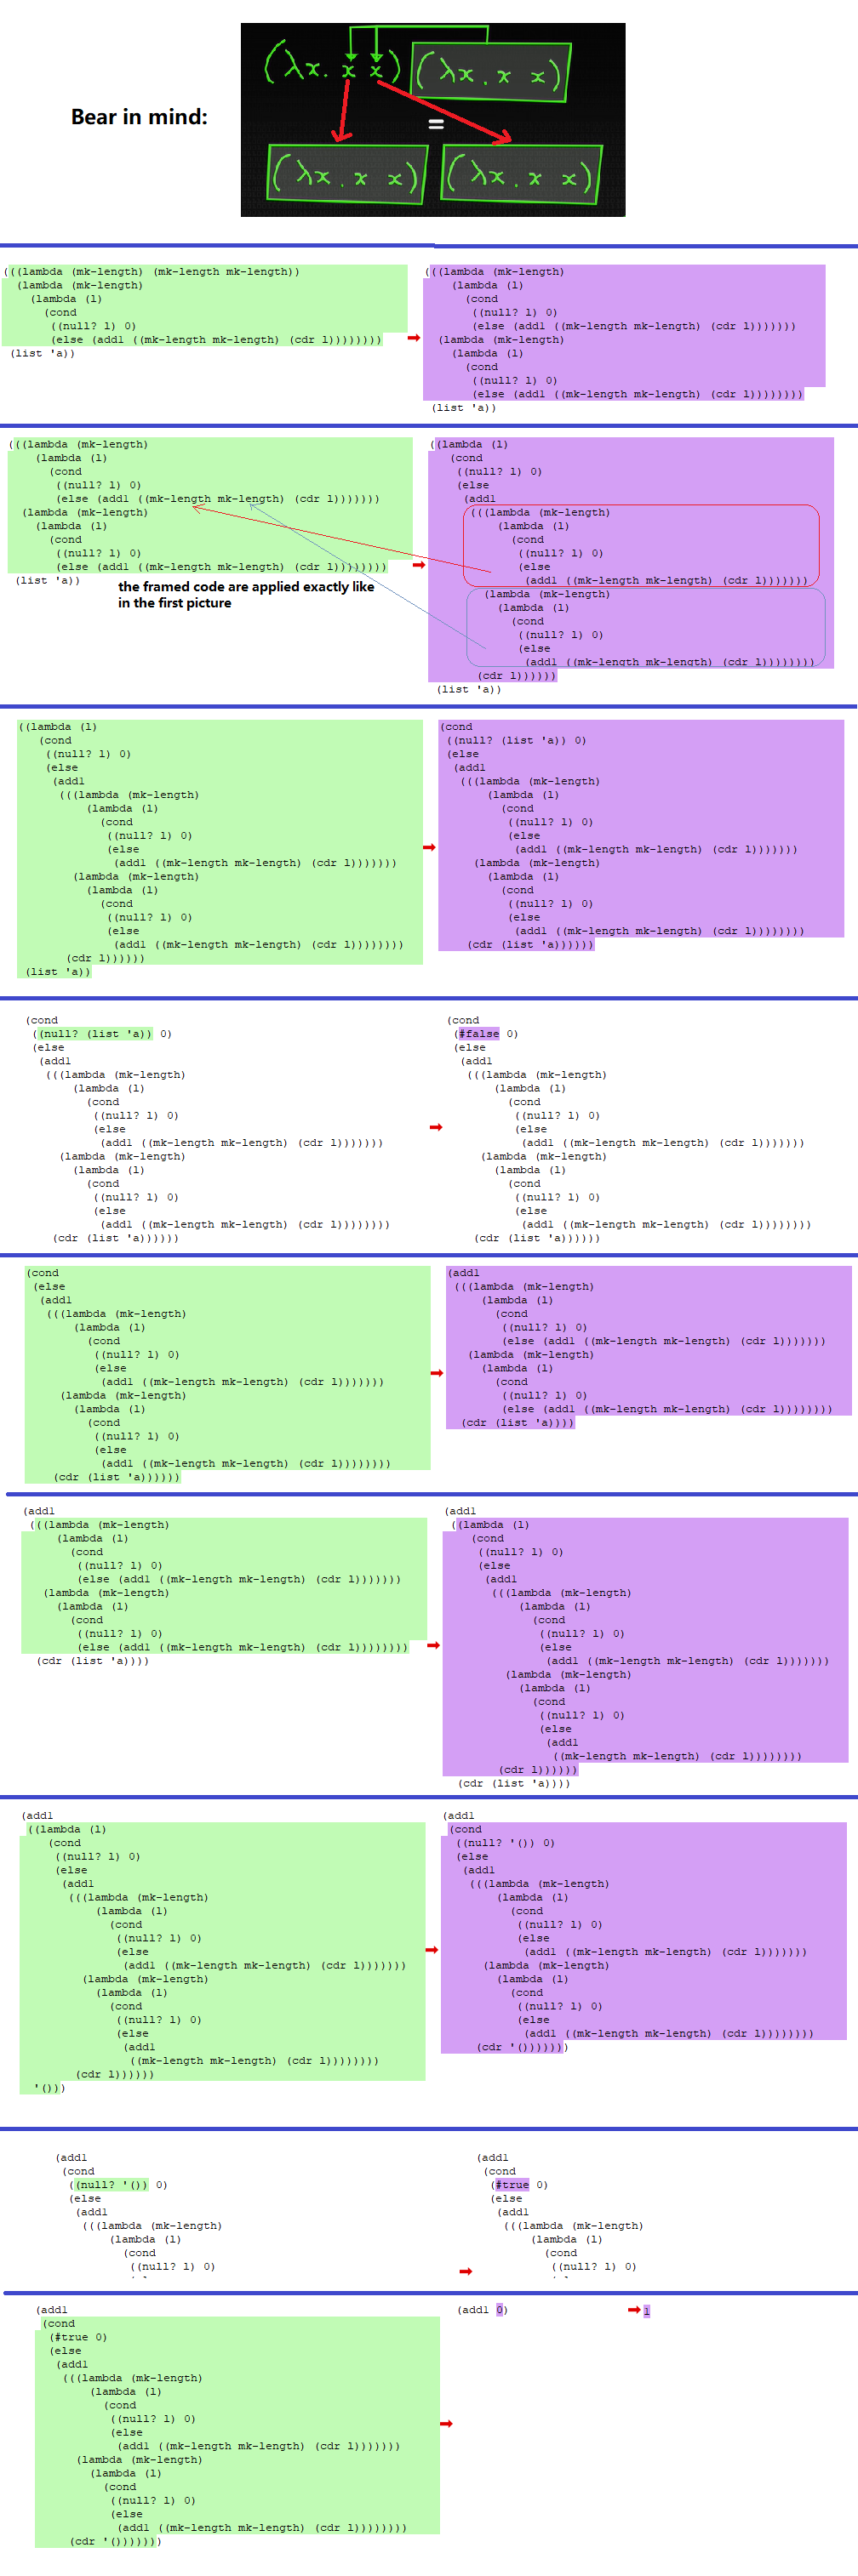 Bear in mind:
(λx. x x) (λx. x x)
=
(λx. x x) (λx. x x)
(((lambda (mk-length) (mk-length mk-length))
(lambda (mk-length)
(lambda (l)
(cond
((null? l) 0)
(else (add1 ((mk-length mk-length) (cdr l))))))))
(list 'a))
(((lambda (mk-length)
(lambda (l)
(cond
((null? l) 0)
(else (add1 ((mk-length mk-length) (cdr l)))))))
(lambda (mk-length)
(lambda (l)
(cond
((null? l) 0)
(else (add1 ((mk-length mk-length) (cdr l))))))))
(list 'a))
(((lambda (mk-length)
(lambda (l)
(cond
((null? l) 0)
(else (add1 ((mk-length mk-length) (cdr l)))))))
(lambda (mk-length)
(lambda (l)
(cond
((null? l) 0)
(else (add1 ((mk-length mk-length) (cdr l))))))))
(list 'a))
the framed code are applied exactly like
in the first picture
((lambda (l)
(cond
((null? l) 0)
(else
(add1
(((lambda (mk-length)
(lambda (l)
(cond
((null? l) 0)
(else
(add1 ((mk-length mk-length) (cdr l)))))))
(lambda (mk-length)
(lambda (l)
(cond
((null? l) 0)
(else
(add1 ((mk-length mk-length) (cdr l))))))))
(cdr l))))))
(list 'a))
((lambda (l)
(cond
((null? l) 0)
(else
(add1
(((lambda (mk-length)
(lambda (l)
(cond
((null? l) 0)
(else
(add1 ((mk-length mk-length) (cdr l)))))))
(lambda (mk-length)
(lambda (l)
(cond
((null? l) 0)
(else
(add1 ((mk-length mk-length) (cdr l))))))))
(cdr l))))))
(list 'a))
(cond
((null? (list 'a)) 0)
(else
(add1
(((lambda (mk-length)
(lambda (l)
(cond
((null? l) 0)
(else
(add1 ((mk-length mk-length) (cdr l)))))))
(lambda (mk-length)
(lambda (l)
(cond
((null? l) 0)
(else
(add1 ((mk-length mk-length) (cdr l))))))))
(cdr (list 'a))))))
(cond
((null? (list 'a)) 0)
(else
(add1
(((lambda (mk-length)
(lambda (l)
(cond
((null? l) 0)
(else
(add1 ((mk-length mk-length) (cdr l)))))))
(lambda (mk-length)
(lambda (l)
(cond
((null? l) 0)
(else
(add1 ((mk-length mk-length) (cdr l))))))))
(cdr (list 'a))))))
(cond
(#false 0)
(else
(add1
(((lambda (mk-length)
(lambda (l)
(cond
((null? l) 0)
(else
(add1 ((mk-length mk-length) (cdr l)))))))
(lambda (mk-length)
(lambda (l)
(cond
((null? l) 0)
(else
(add1 ((mk-length mk-length) (cdr l))))))))
(cdr (list 'a))))))
(cond
(else
(add1
(((lambda (mk-length)
(lambda (l)
(cond
((null? l) 0)
(else
(add1 ((mk-length mk-length) (cdr l)))))))
(lambda (mk-length)
(lambda (l)
(cond
((null? l) 0)
(else
(add1 ((mk-length mk-length) (cdr l))))))))
(cdr (list 'a))))))
(add1
(((lambda (mk-length)
(lambda (l)
(cond
((null? l) 0)
(else (add1 ((mk-length mk-length) (cdr l)))))))
(lambda (mk-length)
(lambda (l)
(cond
((null? l) 0)
(else (add1 ((mk-length mk-length) (cdr l))))))))
(cdr (list 'a))))
(add1
(((lambda (mk-length)
(lambda (l)
(cond
((null? l) 0)
(else (add1 ((mk-length mk-length) (cdr l)))))))
(lambda (mk-length)
(lambda (l)
(cond
((null? l) 0)
(else (add1 ((mk-length mk-length) (cdr l))))))))
(cdr (list 'a))))
(add1
((lambda (l)
(cond
((null? l) 0)
(else
(add1
(((lambda (mk-length)
(lambda (l)
(cond
((null? l) 0)
(else
(add1 ((mk-length mk-length) (cdr l)))))))
(lambda (mk-length)
(lambda (l)
(cond
((null? l) 0)
(else
(add1
((mk-length mk-length) (cdr l))))))))
(cdr l))))))
(cdr (list 'a))))
(add1
((lambda (l)
(cond
((null? l) 0)
(else
(add1
(((lambda (mk-length)
(lambda (l)
(cond
((null? l) 0)
(else
(add1 ((mk-length mk-length) (cdr l)))))))
(lambda (mk-length)
(lambda (l)
(cond
((null? l) 0)
(else
(add1
((mk-length mk-length) (cdr l))))))))
(cdr l))))))
'()))
(add1
(cond
((null? '()) 0)
(else
(add1
(((lambda (mk-length)
(lambda (l)
(cond
((null? l) 0)
(else
(add1 ((mk-length mk-length) (cdr l)))))))
(lambda (mk-length)
(lambda (l)
(cond
((null? l) 0)
(else
(add1 ((mk-length mk-length) (cdr l))))))))
(cdr '()))))))
(add1
(cond
((null? '()) 0)
(else
(add1
(((lambda (mk-length)
(lambda (l)
(cond
((null? l) 0)
(add1
(cond
(#true 0)
(else
(add1
(((lambda (mk-length)
(lambda (l)
(cond
((null? l) 0)
(add1
(cond
(#true 0)
(else
(add1
(((lambda (mk-length)
(lambda (l)
(cond
((null? l) 0)
(else
(add1 ((mk-length mk-length) (cdr l)))))))
(lambda (mk-length)
(lambda (l)
(cond
((null? l) 0)
(else
(add1 ((mk-length mk-length) (cdr l))))))))
(cdr '()))))))
(add1 0)
1